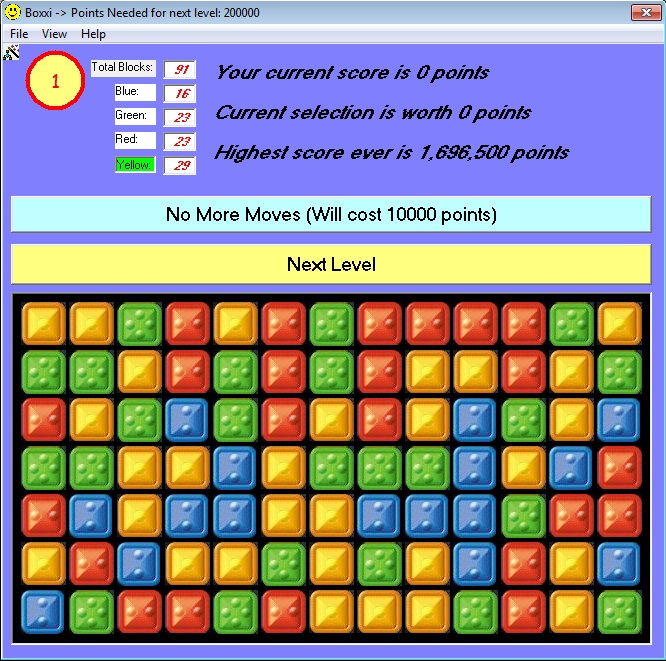 Boxxi -> Points Needed for next level: 200000
File View Help
1
Total Blocks: 91
Blue: 16
Green: 23
Red: 23
Yellow: 29
Your current score is 0 points
Current selection is worth 0 points
Highest score ever is 1,696,500 points
No More Moves (Will cost 10000 points)
Next Level